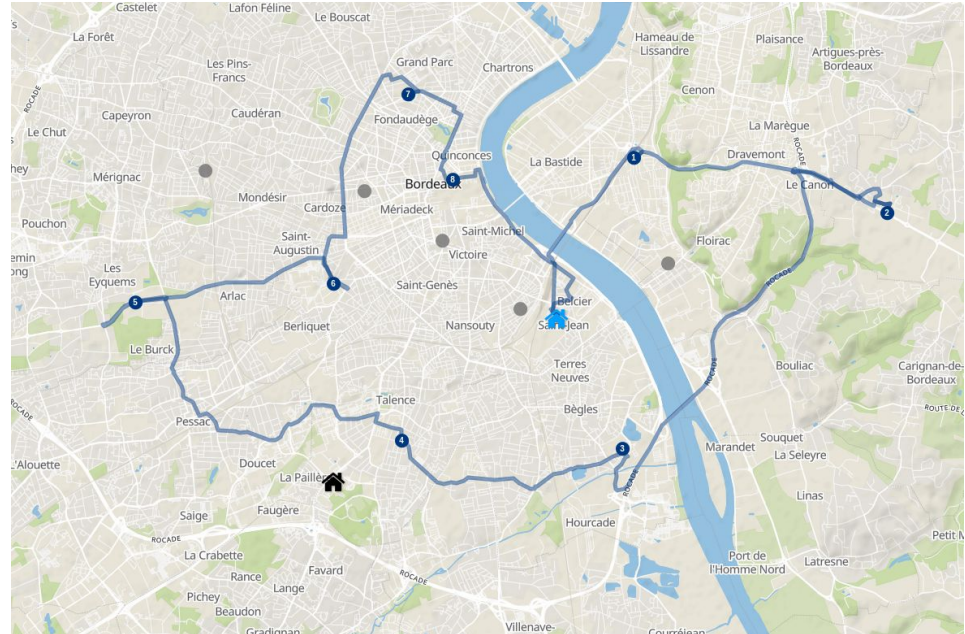 Castelet
Lafon Féline
Le Bouscat
La Forêt
Hameau de
Lissandre
Plaisance
Artigues-près-
Bordeaux
Les Pins-
Francs
Grand Parc
Chartrons
ROCADE
Cenon
7
Capeyron
Caudéran
Fondaudège
Le Chut
La Marègue
ROCADE
Quinconces
La Bastide
1
Dravemont
Mérignac
8
Bordeaux
Le Canon
2
Mondésir
Cardoze
Mériadeck
Pouchon
Saint-
Augustin
Saint-Michel
Victoire
Floirac
Les
Eyquems
6
Saint-Genès
ROCADE
5
Arlac
Belcier
Berliquet
Nansouty
Saint-Jean
Le Burck
Terres
Neuves
Bouliac
Carignan-de-
Bordeaux
ROCADE
ROCADE
Talence
Bègles
ROUTE DE
Pessac
4
3
Marandet
Souquet
La Seleyre
L'Alouette
Doucet
ROCADE
Linas
Faugère
Saige
Hourcade
ROCADE
La Crabette
Port de
l'Homme Nord
Latresne
Rance
Favard
ROCADE
Lange
Pichey
Beaudon
Gradignan
Villenave-
Courréjean